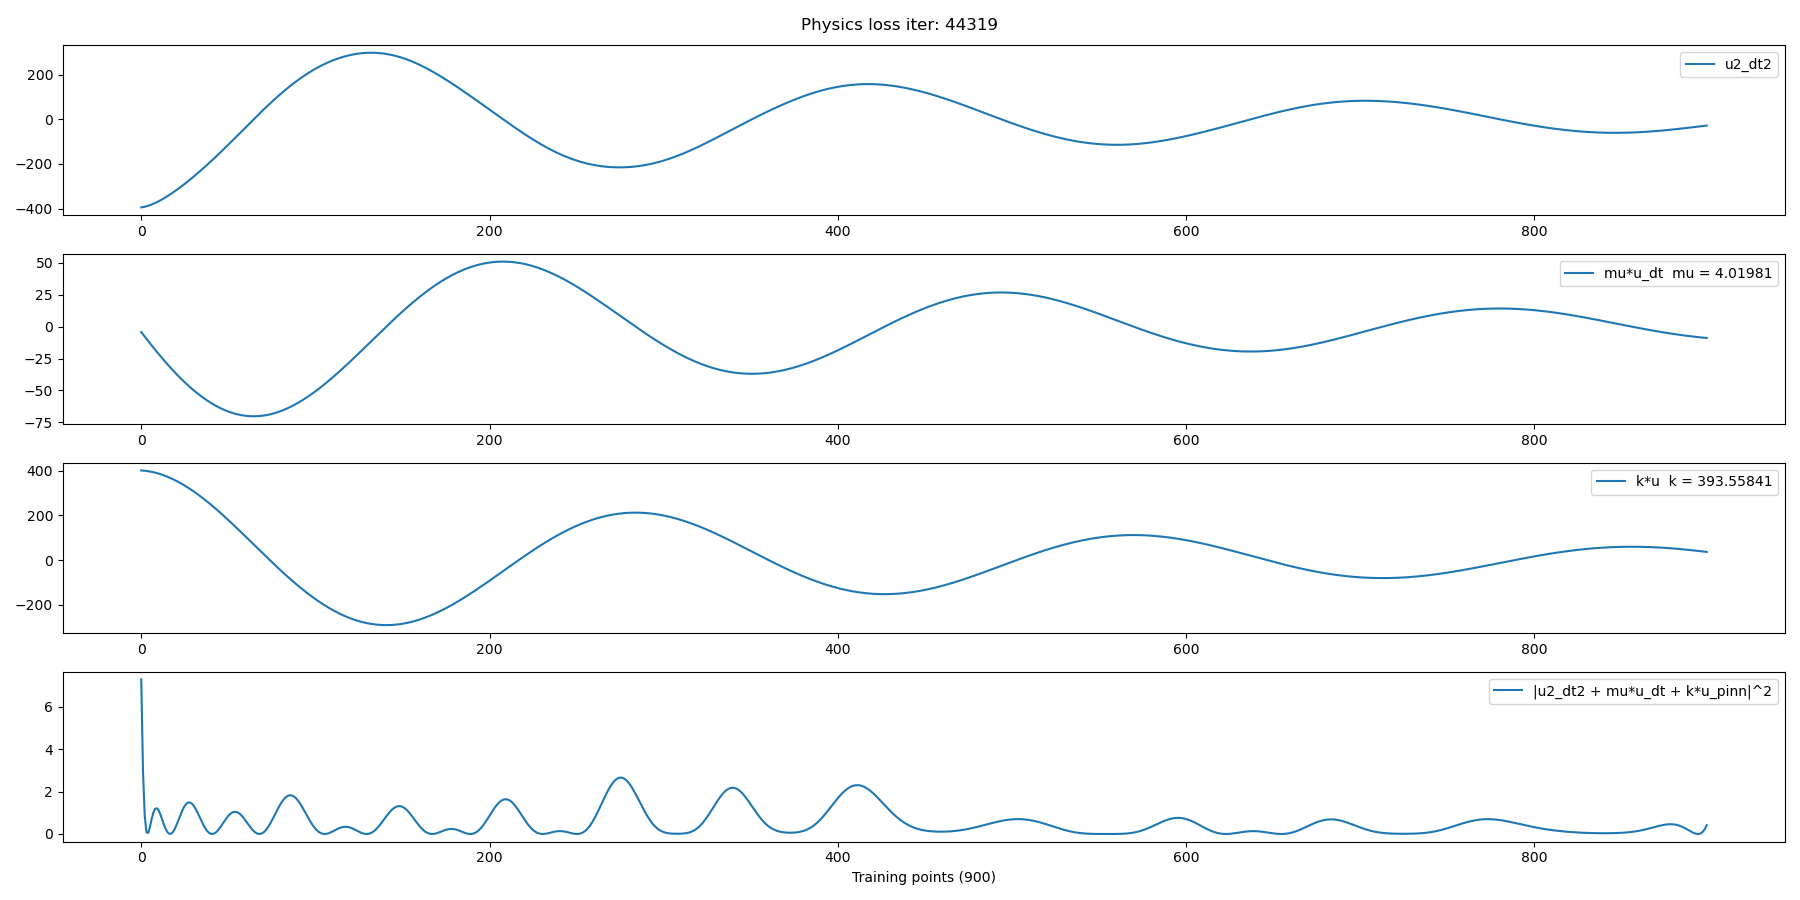 Physics loss iter: 44319
200
0
−200
−400
u2_dt2
0 200 400 600 800
50
25
0
−25
−50
−75
mu*u_dt mu = 4.01981
0 200 400 600 800
400
200
0
−200
k*u k = 393.55841
0 200 400 600 800
6
4
2
0
|u2_dt2 + mu*u_dt + k*u_pinn|^2
0 200 400 600 800
Training points (900)